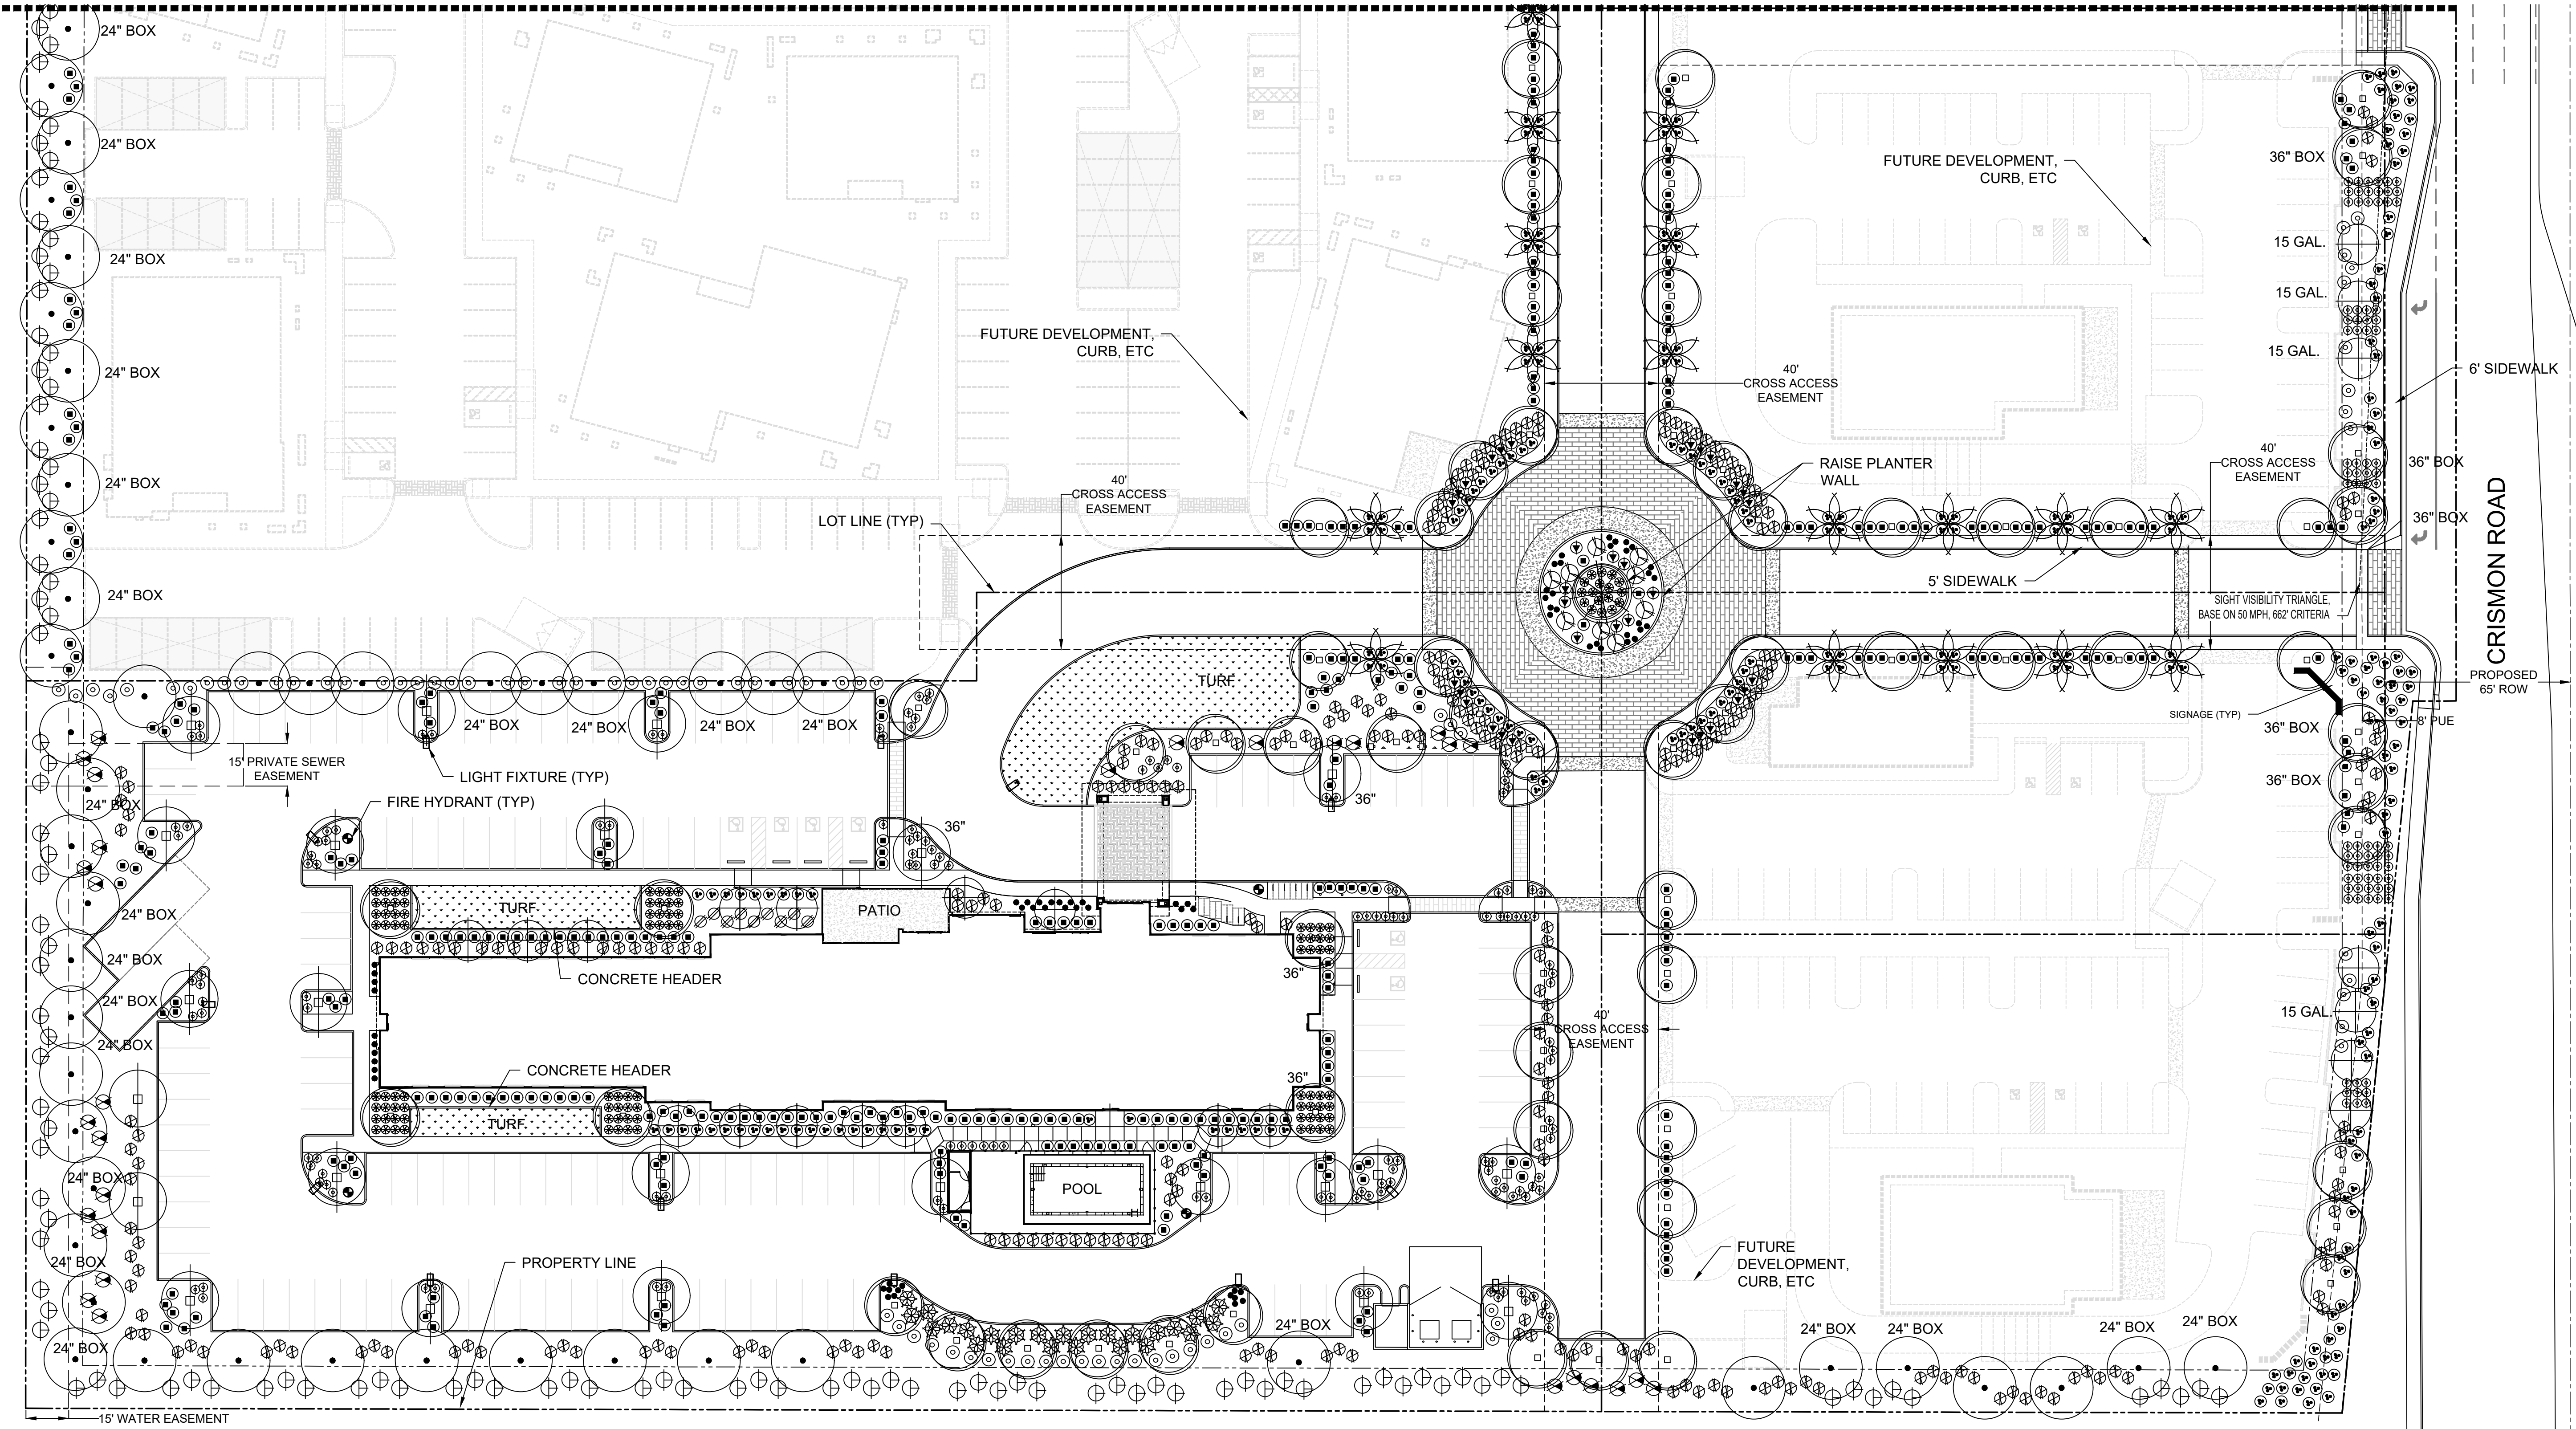 24" BOX
24" BOX
36" BOX
FUTURE DEVELOPMENT,
CURB, ETC
15 GAL.
24" BOX
15 GAL.
FUTURE DEVELOPMENT,
CURB, ETC
15 GAL.
24" BOX
40'
CROSS ACCESS
EASEMENT
6' SIDEWALK
24" BOX
40'
CROSS ACCESS
EASEMENT
RAISE PLANTER
WALL
40'
CROSS ACCESS
EASEMENT
36" BOX
LOT LINE (TYP)
36" BOX
CRISMON ROAD
24" BOX
5' SIDEWALK
SIGHT VISIBILITY TRIANGLE,
BASE ON 50 MPH, 662' CRITERIA
TURF
PROPOSED
65' ROW
SIGNAGE (TYP)
8' PUE
24" BOX
24" BOX
24" BOX
24" BOX
36" BOX
15' PRIVATE SEWER
EASEMENT
LIGHT FIXTURE (TYP)
36" BOX
24" BOX
FIRE HYDRANT (TYP)
36"
36"
24" BOX
TURF
PATIO
24" BOX
CONCRETE HEADER
36"
24" BOX
15 GAL.
40'
CROSS ACCESS
EASEMENT
24" BOX
CONCRETE HEADER
36"
TURF
24" BOX
POOL
24" BOX
PROPERTY LINE
FUTURE
DEVELOPMENT,
CURB, ETC
24" BOX
24" BOX
24" BOX
24" BOX
24" BOX
24" BOX
15' WATER EASEMENT